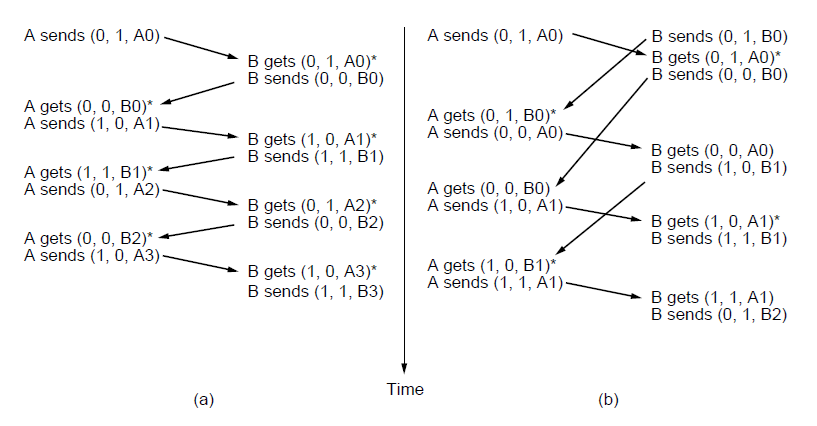 A sends (0, 1, A0)
B gets (0, 1, A0)*
B sends (0, 0, B0)
A gets (0, 0, B0)*
A sends (1, 0, A1)
B gets (1, 0, A1)*
B sends (1, 1, B1)
A gets (1, 1, B1)*
A sends (0, 1, A2)
B gets (0, 1, A2)*
B sends (0, 0, B2)
A gets (0, 0, B2)*
A sends (1, 0, A3)
B gets (1, 0, A3)*
B sends (1, 1, B3)
(a)
Time
A sends (0, 1, A0)
B sends (0, 1, B0)
B gets (0, 1, A0)*
B sends (0, 0, B0)
A gets (0, 1, B0)*
A sends (0, 0, A0)
B gets (0, 0, A0)
B sends (1, 0, B1)
A gets (0, 0, B0)
A sends (1, 0, A1)
B gets (1, 0, A1)*
B sends (1, 1, B1)
A gets (1, 0, B1)*
A sends (1, 1, A1)
B gets (1, 1, A1)
B sends (0, 1, B2)
(b)